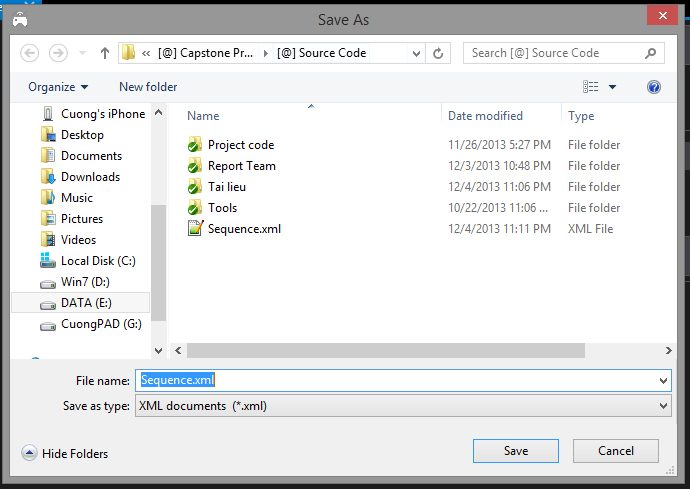 Save As
« [@] Capstone Pr... [@] Source Code
Search [@] Source Code
Organize New folder
Cuong's iPhone
Desktop
Documents
Downloads
Music
Pictures
Videos
Local Disk (C:)
Win7 (D:)
DATA (E:)
CuongPAD (G:)
Name Date modified Type
Project code 11/26/2013 5:27 PM File folder
Report Team 12/3/2013 10:48 PM File folder
Tai lieu 12/4/2013 11:06 PM File folder
Tools 10/22/2013 11:06 ... File folder
Sequence.xml 12/4/2013 11:11 PM XML File
File name: Sequence.xml
Save as type: XML documents (*.xml)
Hide Folders
Save Cancel